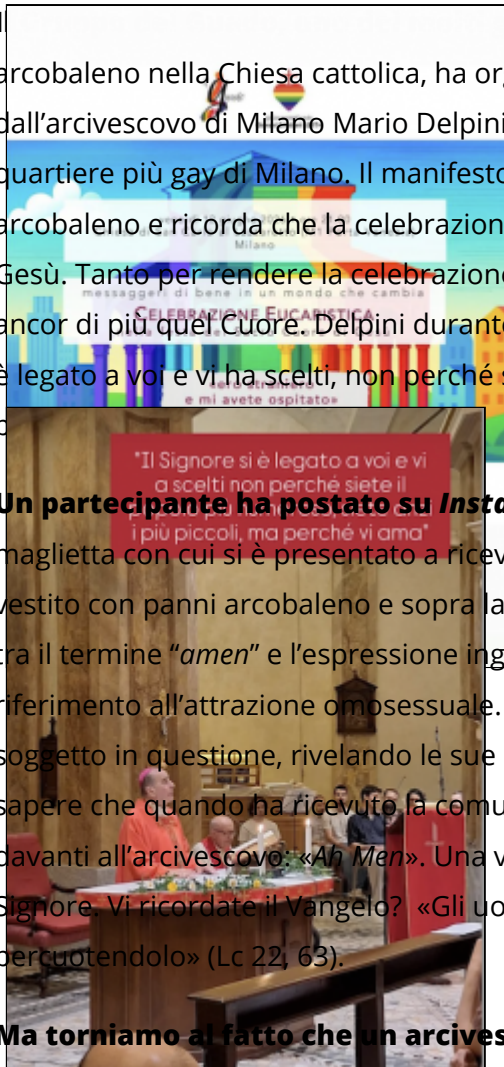 arcobaleno nella Chiesa cattolica, ha org
dall'arcivescovo di Milano Mario Delpini
quartiere più gay di Milano. Il manifesto
arcobaleno e ricorda che la celebrazion
Milano
Gesù. Tanto per rendere la celebrazione
messaggeri di bene in un mondo che cambia
CELEBRAZIONE EUCARISTICA
ancor di più quel Cuore. Delpini durante
è legato a voi e vi ha scelti, non perché s
e mi avete ospitato»
"Il Signore si è legato a voi e vi
a scelti non perché siete il
Un partecipante ha postato su Insta
i più piccoli, ma perché vi ama"
maglietta con cui si è presentato a ricev
vestito con panni arcobaleno e sopra la
tra il termine “amen” e l'espressione ing
riferimento all'attrazione omosessuale.
soggetto in questione, rivelando le sue
sapere che quando ha ricevuto la comu
davanti all'arcivescovo: «Ah Men». Una v
Signore. Vi ricordate il Vangelo? «Gli uo
percuotendolo» (Lc 22, 63).
Ma torniamo al fatto che un arcives